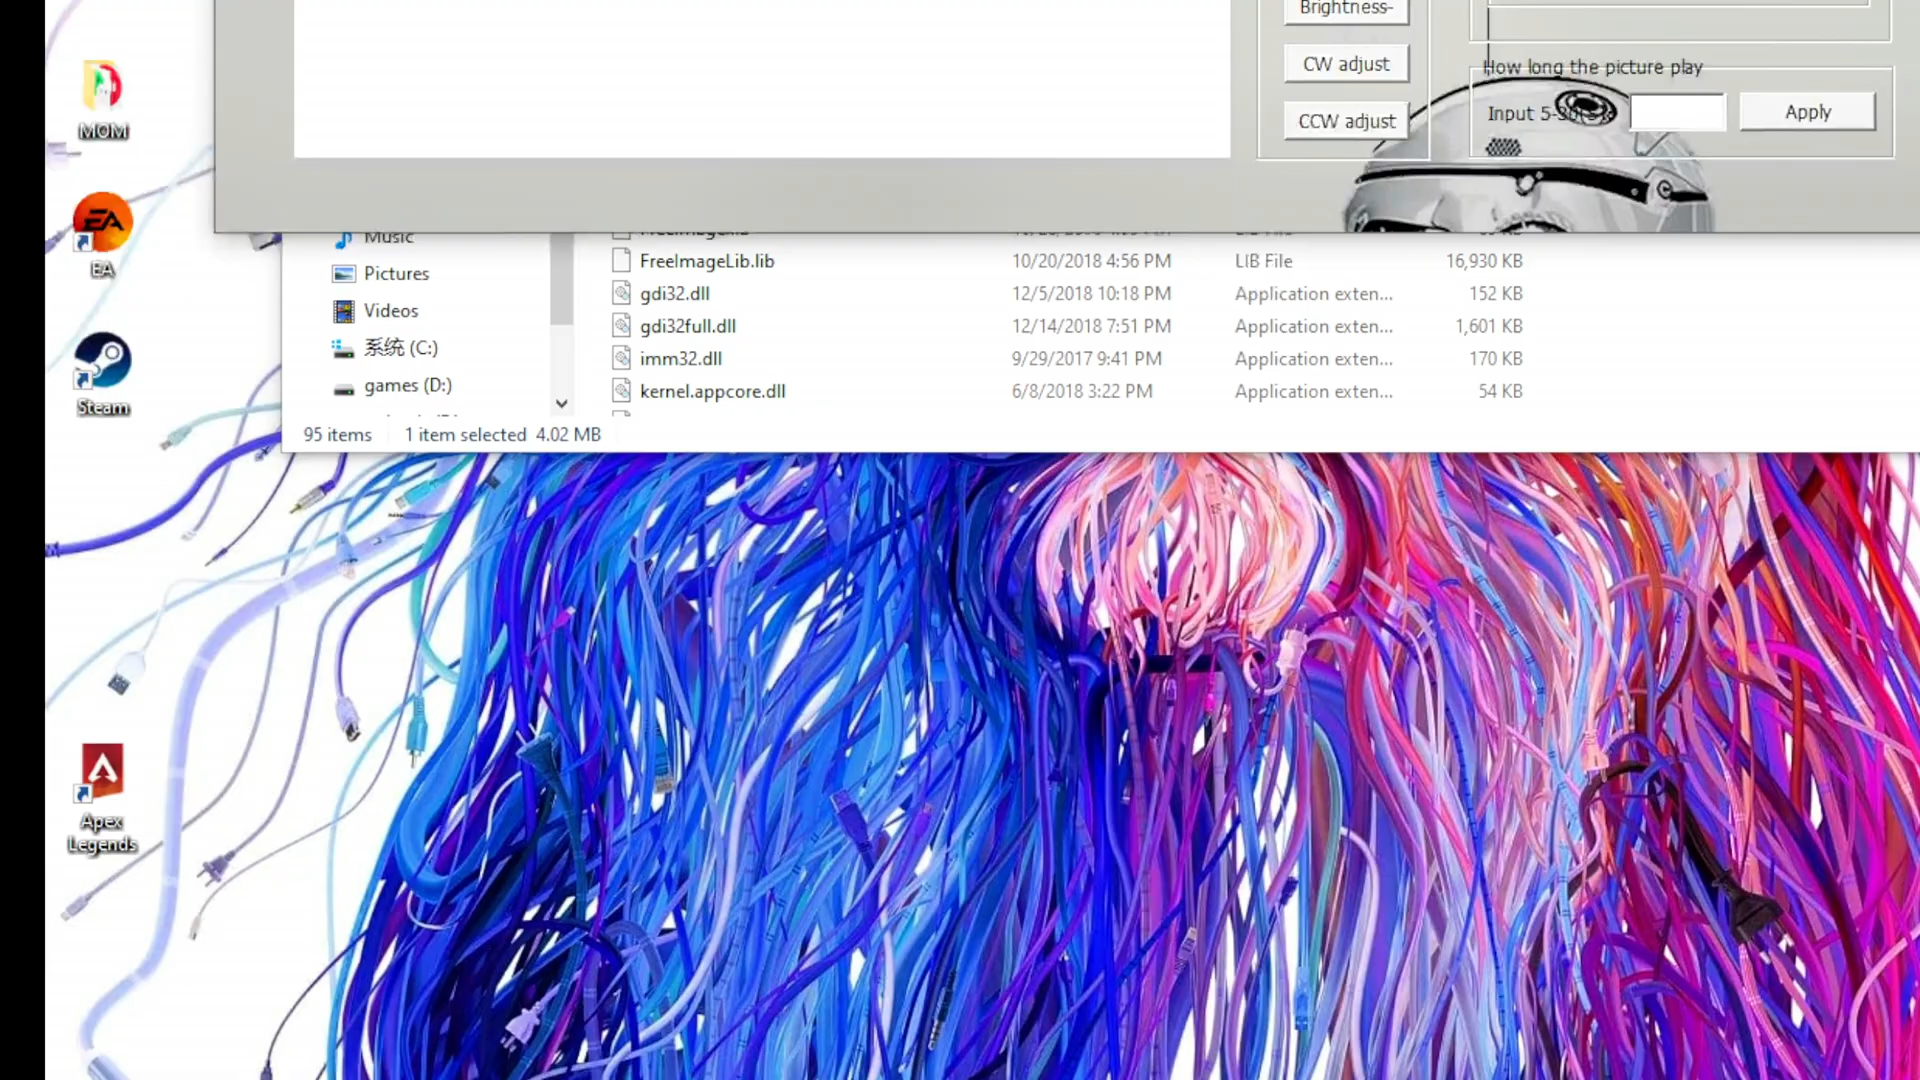 Brightness-
CW adjust
How long the picture play
CCW adjust
Input 5-30(S):
Apply
MOM
EA
Steam
Apex
Legends
Music
Pictures
Videos
系统 (C:)
games (D:)
FreeImageLib.lib 10/20/2018 4:56 PM LIB File 16,930 KB
gdi32.dll 12/5/2018 10:18 PM Application exten... 152 KB
gdi32full.dll 12/14/2018 7:51 PM Application exten... 1,601 KB
imm32.dll 9/29/2017 9:41 PM Application exten... 170 KB
kernel.appcore.dll 6/8/2018 3:22 PM Application exten... 54 KB
95 items 1 item selected 4.02 MB